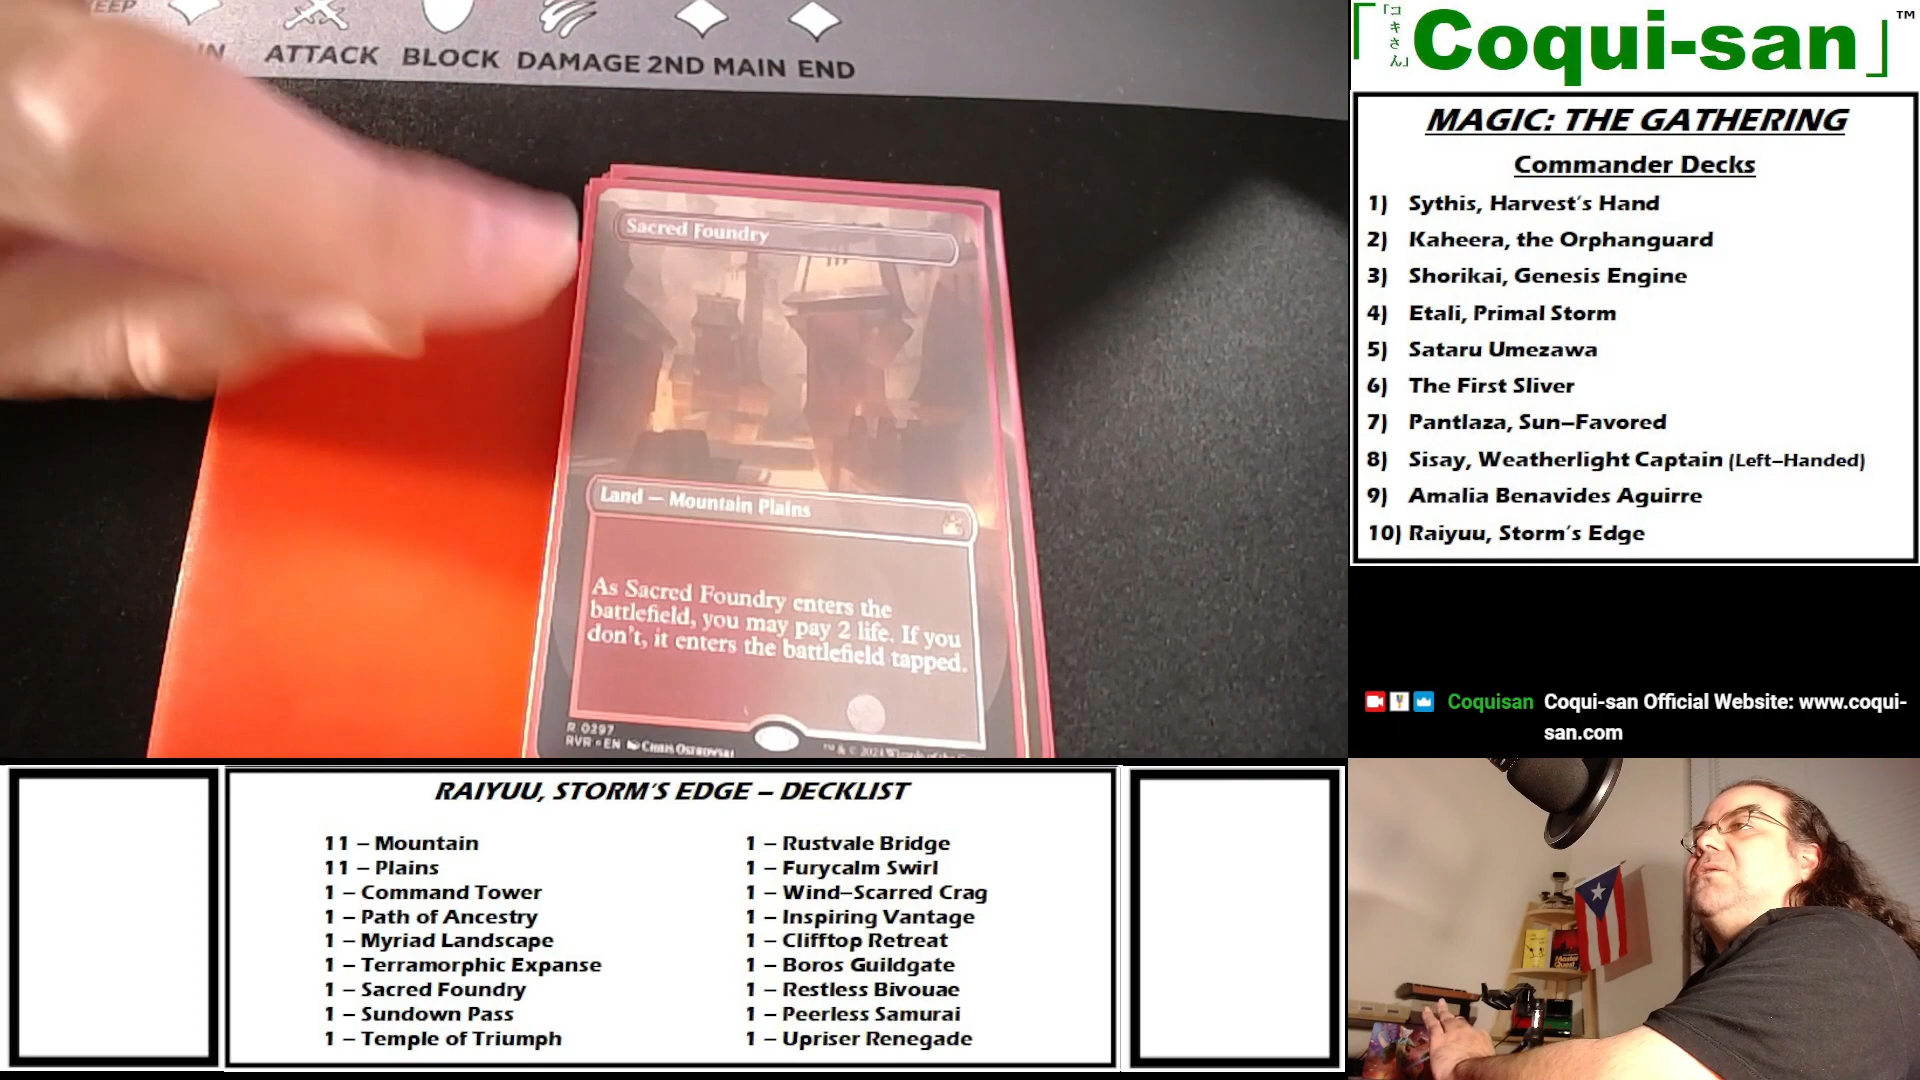 KEEP
ATTACK BLOCK DAMAGE 2ND MAIN END
Sacred Foundry
Land — Mountain Plains
As Sacred Foundry enters the
battlefield, you may pay 2 life. If you
don't, it enters the battlefield tapped.
R 0297
RVR • EN
「コキさん」
「Coqui-san」™
MAGIC: THE GATHERING
Commander Decks
1) Sythis, Harvest's Hand
2) Kaheera, the Orphanguard
3) Shorikai, Genesis Engine
4) Etali, Primal Storm
5) Sataru Umezawa
6) The First Sliver
7) Pantlaza, Sun–Favored
8) Sisay, Weatherlight Captain (Left–Handed)
9) Amalia Benavides Aguirre
10) Raiyuu, Storm's Edge
Coquisan Coqui-san Official Website: www.coqui-
san.com
RAIYUU, STORM'S EDGE – DECKLIST
11 – Mountain
11 – Plains
1 – Command Tower
1 – Path of Ancestry
1 – Myriad Landscape
1 – Terramorphic Expanse
1 – Sacred Foundry
1 – Sundown Pass
1 – Temple of Triumph
1 – Rustvale Bridge
1 – Furycalm Swirl
1 – Wind–Scarred Crag
1 – Inspiring Vantage
1 – Clifftop Retreat
1 – Boros Guildgate
1 – Restless Bivouae
1 – Peerless Samurai
1 – Upriser Renegade